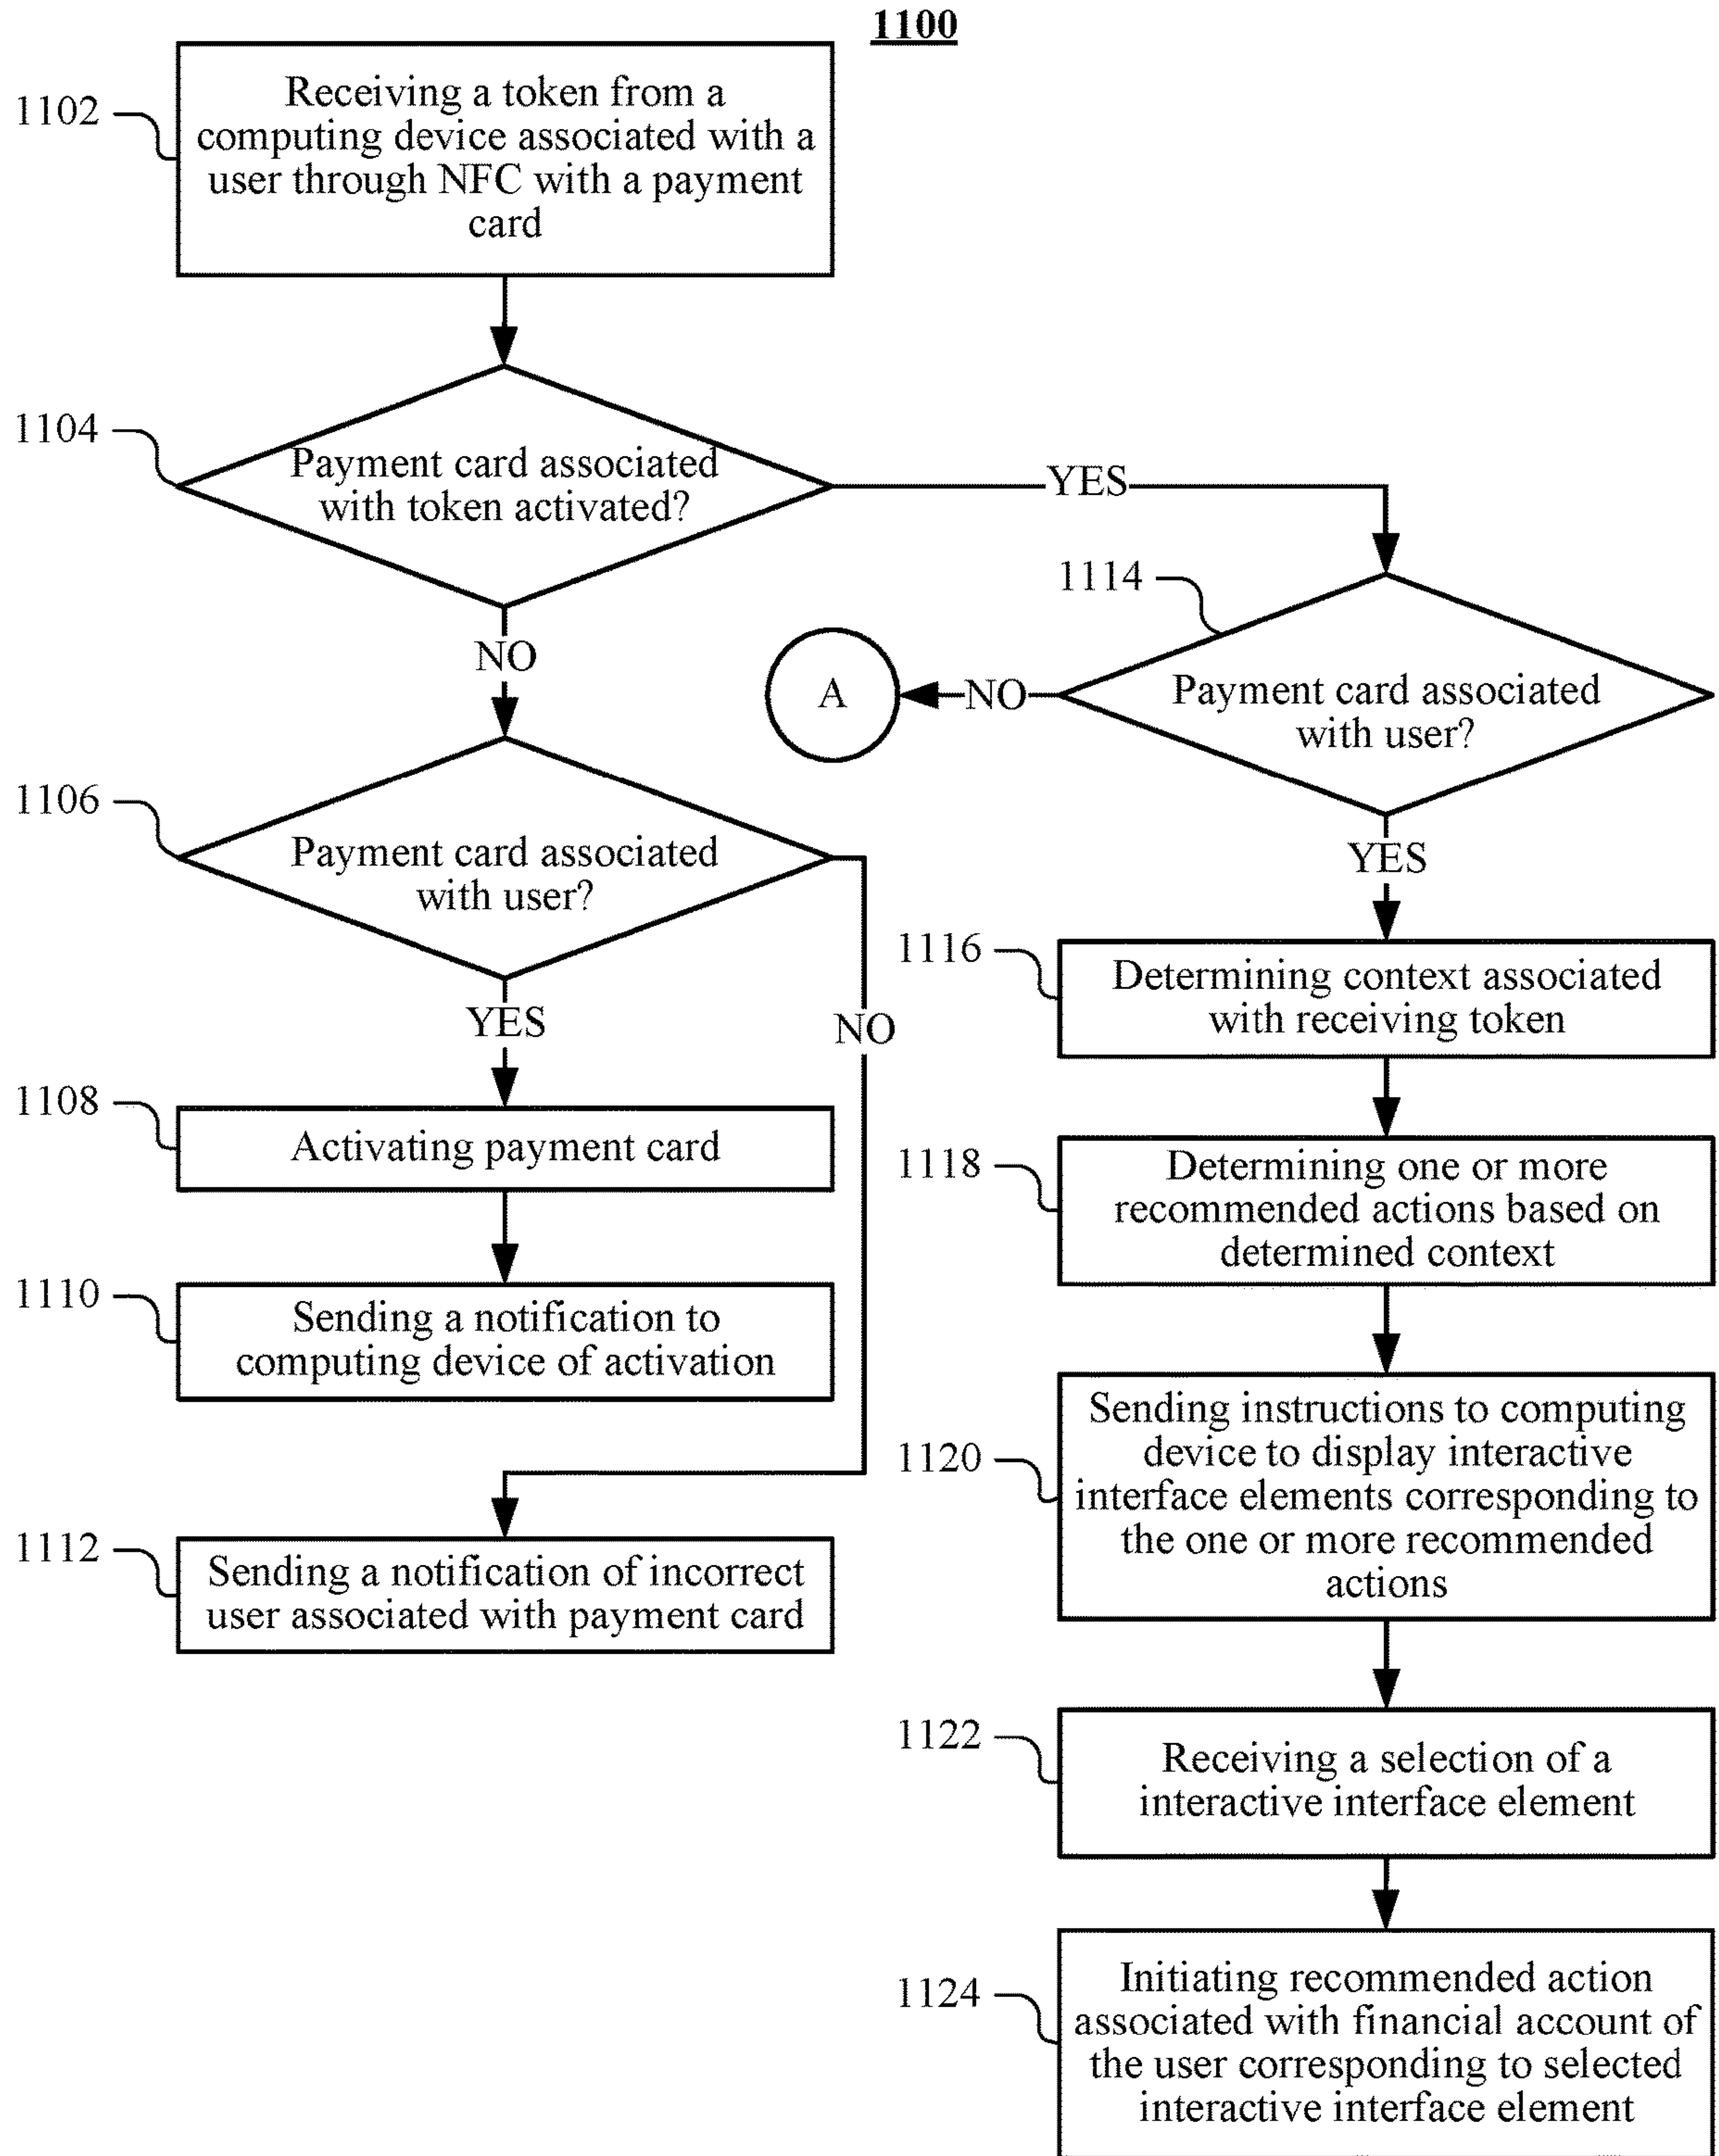 1100
1102
Receiving a token from a
computing device associated with a
user through NFC with a payment
card
1104
Payment card associated
with token activated?
YES
NO
1114
Payment card associated
with user?
NO
A
YES
1106
Payment card associated
with user?
YES
NO
1108
Activating payment card
1110
Sending a notification to
computing device of activation
1112
Sending a notification of incorrect
user associated with payment card
1116
Determining context associated
with receiving token
1118
Determining one or more
recommended actions based on
determined context
1120
Sending instructions to computing
device to display interactive
interface elements corresponding to
the one or more recommended
actions
1122
Receiving a selection of a
interactive interface element
1124
Initiating recommended action
associated with financial account of
the user corresponding to selected
interactive interface element